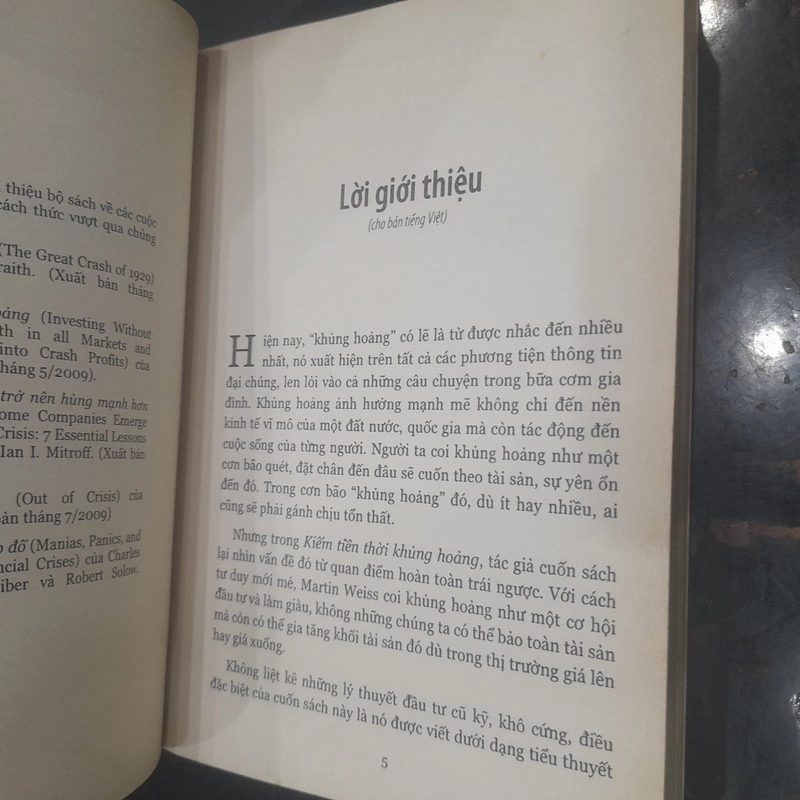 thiệu bộ sách về các cuộc
cách thức vượt qua chúng
(The Great Crash of 1929)
raith. (Xuất bản tháng
oảng (Investing Without
th in all Markets and
into Crash Profits) của
tháng 5/2009).
trở nên hùng mạnh hơn
ome Companies Emerge
Crisis: 7 Essential Lessons
Ian I. Mitroff. (Xuất bản
(Out of Crisis) của
bản tháng 7/2009)
p đổ (Manias, Panics, and
ncial Crises) của Charles
iber và Robert Solow.
Lời giới thiệu
(cho bản tiếng Việt)
Hiện nay, “khủng hoảng” có lẽ là từ được nhắc đến nhiều
nhất, nó xuất hiện trên tất cả các phương tiện thông tin
đại chúng, len lỏi vào cả những câu chuyện trong bữa cơm gia
đình. Khủng hoảng ảnh hưởng mạnh mẽ không chỉ đến nền
kinh tế vĩ mô của một đất nước, quốc gia mà còn tác động đến
cuộc sống của từng người. Người ta coi khủng hoảng như một
cơn bão quét, đặt chân đến đâu sẽ cuốn theo tài sản, sự yên ổn
đến đó. Trong cơn bão “khủng hoảng” đó, dù ít hay nhiều, ai
cũng sẽ phải gánh chịu tổn thất.
Nhưng trong Kiếm tiền thời khủng hoảng, tác giả cuốn sách
lại nhìn vấn đề đó từ quan điểm hoàn toàn trái ngược. Với cách
tư duy mới mẻ, Martin Weiss coi khủng hoảng như một cơ hội
đầu tư và làm giàu, không những chúng ta có thể bảo toàn tài sản
mà còn có thể gia tăng khối tài sản đó dù trong thị trường giá lên
hay giá xuống.
Không liệt kê những lý thuyết đầu tư cũ kỹ, khô cứng, điều
đặc biệt của cuốn sách này là nó được viết dưới dạng tiểu thuyết
5